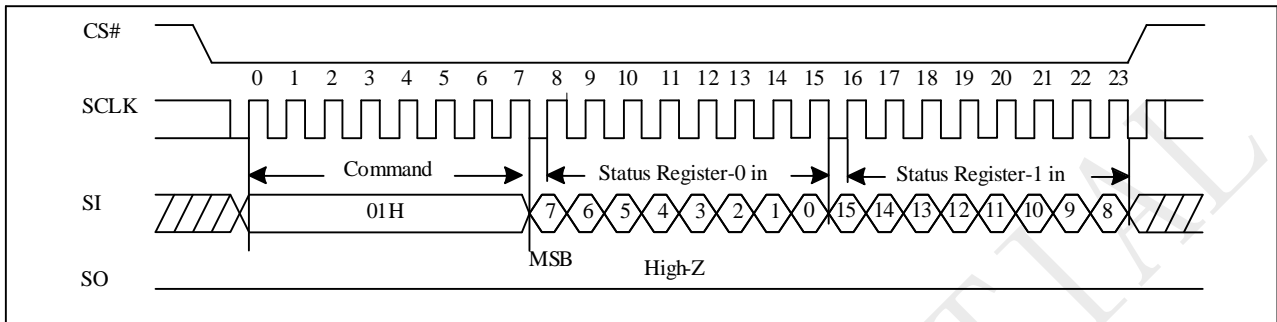 CS#
0 1 2 3 4 5 6 7 8 9 10 11 12 13 14 15 16 17 18 19 20 21 22 23
SCLK
Command Status Register-0 in Status Register-1 in
SI 01H 7 6 5 4 3 2 1 0 15 14 13 12 11 10 9 8
MSB High-Z
SO
TIAL